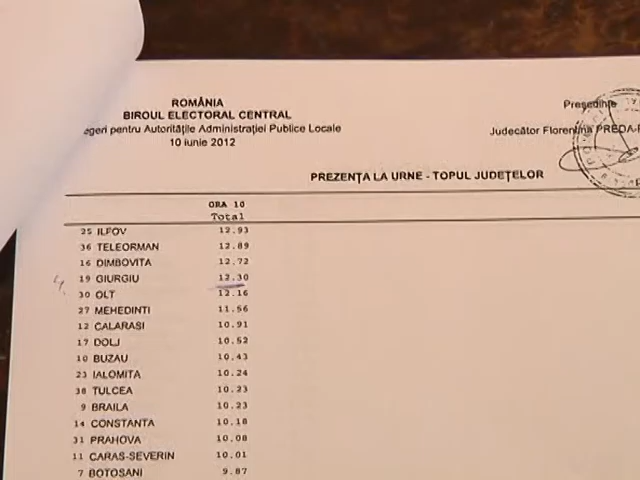 ROMÂNIA
BIROUL ELECTORAL CENTRAL
egeri pentru Autoritățile Administrației Publice Locale
10 iunie 2012
Președinte
Judecător Florentina PREDA-
PREZENȚA LA URNE - TOPUL JUDEȚELOR
ORA 10
Total
25 ILFOV 12.93
36 TELEORMAN 12.89
16 DIMBOVITA 12.72
19 GIURGIU 12.30
4.
30 OLT 12.16
27 MEHEDINTI 11.56
12 CALARASI 10.91
17 DOLJ 10.52
10 BUZAU 10.43
23 IALOMITA 10.24
38 TULCEA 10.23
9 BRAILA 10.23
14 CONSTANTA 10.18
31 PRAHOVA 10.08
11 CARAS-SEVERIN 10.01
7 BOTOSANI 9.87